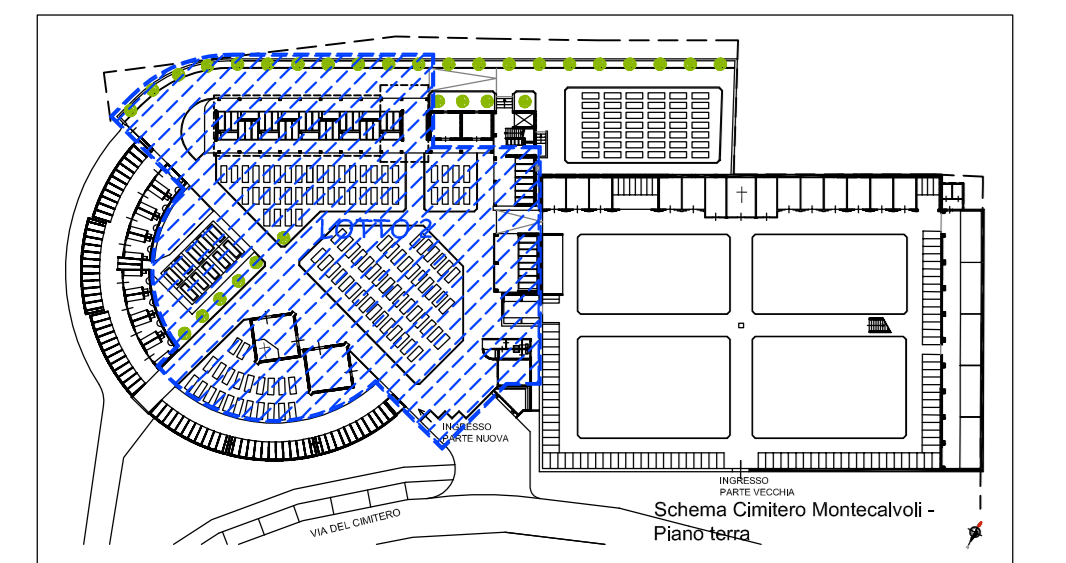 LOTTO 2
INGRESSO
PARTE NUOVA
INGRESSO
PARTE VECCHIA
VIA DEL CIMITERO
Schema Cimitero Montecalvoli -
Piano terra